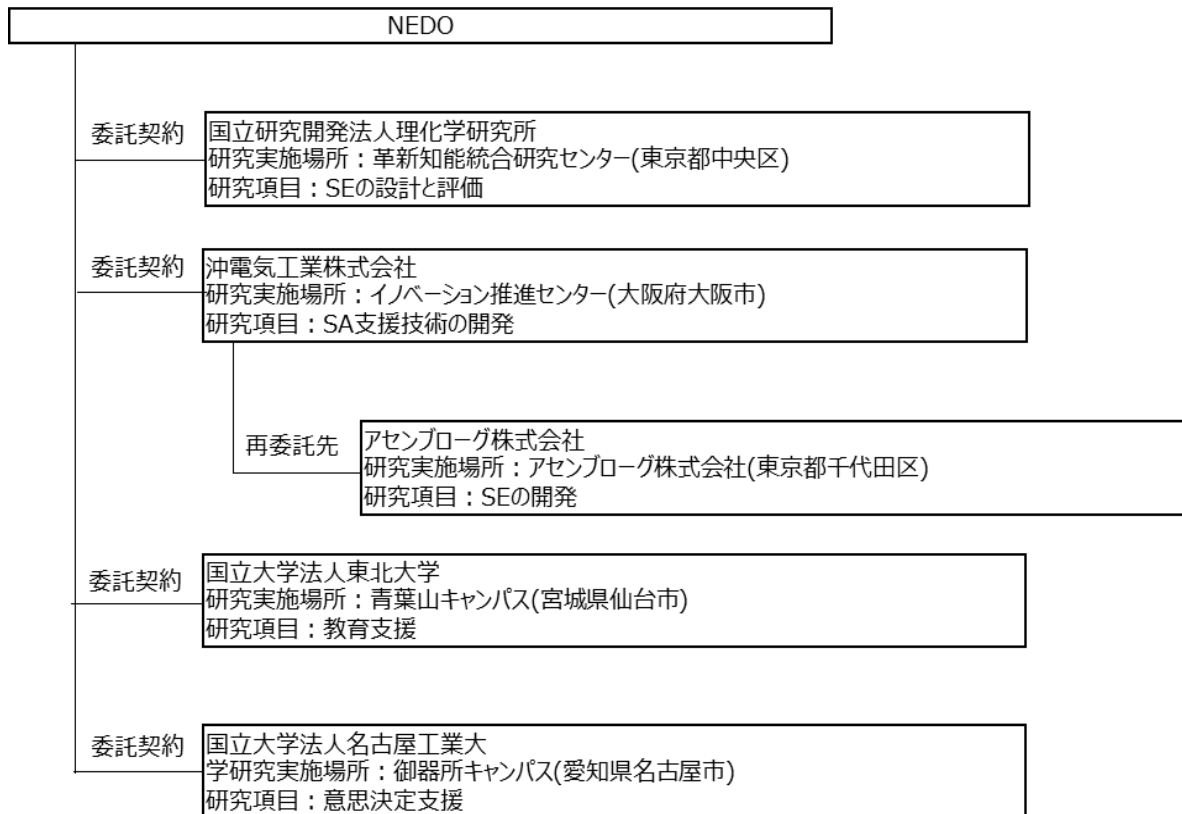 NEDO
委託契約
国立研究開発法人理化学研究所
研究実施場所：革新知能統合研究センター(東京都中央区)
研究項目：SEの設計と評価
委託契約
沖電気工業株式会社
研究実施場所：イノベーション推進センター(大阪府大阪市)
研究項目：SA支援技術の開発
再委託先
アセンブローグ株式会社
研究実施場所：アセンブローグ株式会社(東京都千代田区)
研究項目：SEの開発
委託契約
国立大学法人東北大学
研究実施場所：青葉山キャンパス(宮城県仙台市)
研究項目：教育支援
委託契約
国立大学法人名古屋工業大
学研究実施場所：御器所キャンパス(愛知県名古屋市)
研究項目：意思決定支援